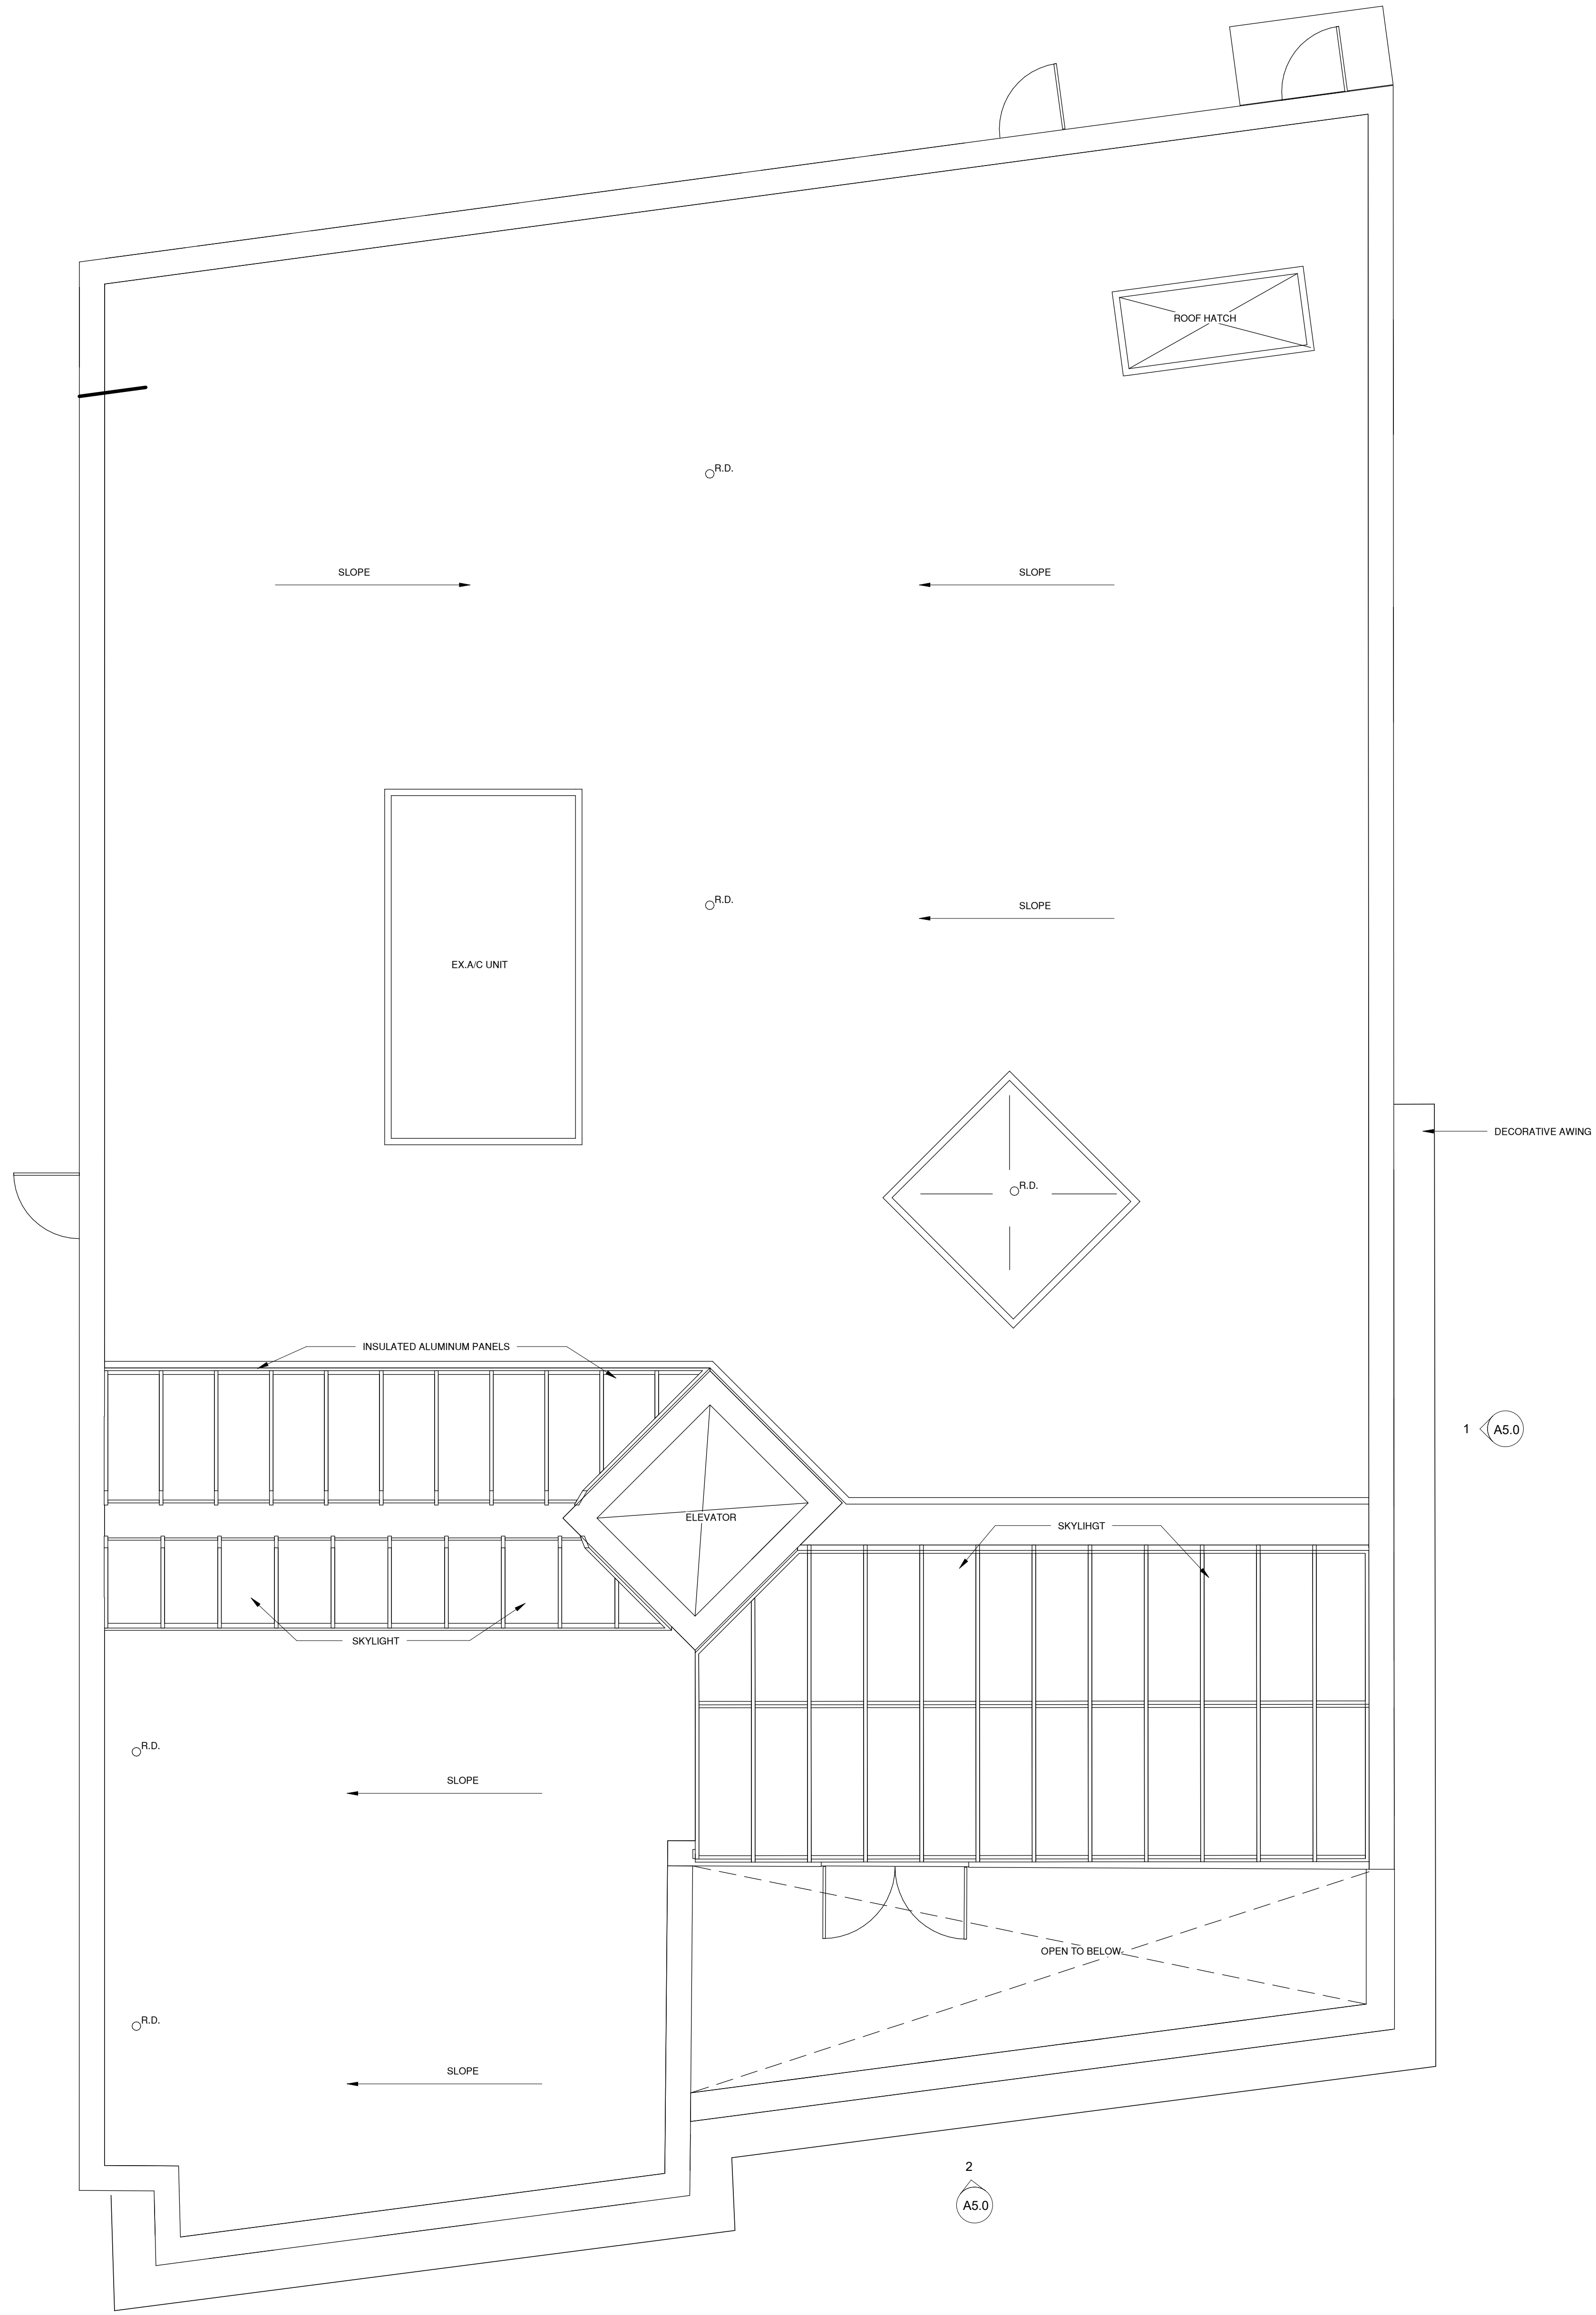 ROOF HATCH
R.D.
SLOPE
SLOPE
R.D.
SLOPE
EX.A/C UNIT
DECORATIVE AWING
R.D.
INSULATED ALUMINUM PANELS
1
A5.0
ELEVATOR
SKYLIHGT
SKYLIGHT
R.D.
SLOPE
OPEN TO BELOW
R.D.
SLOPE
2
A5.0